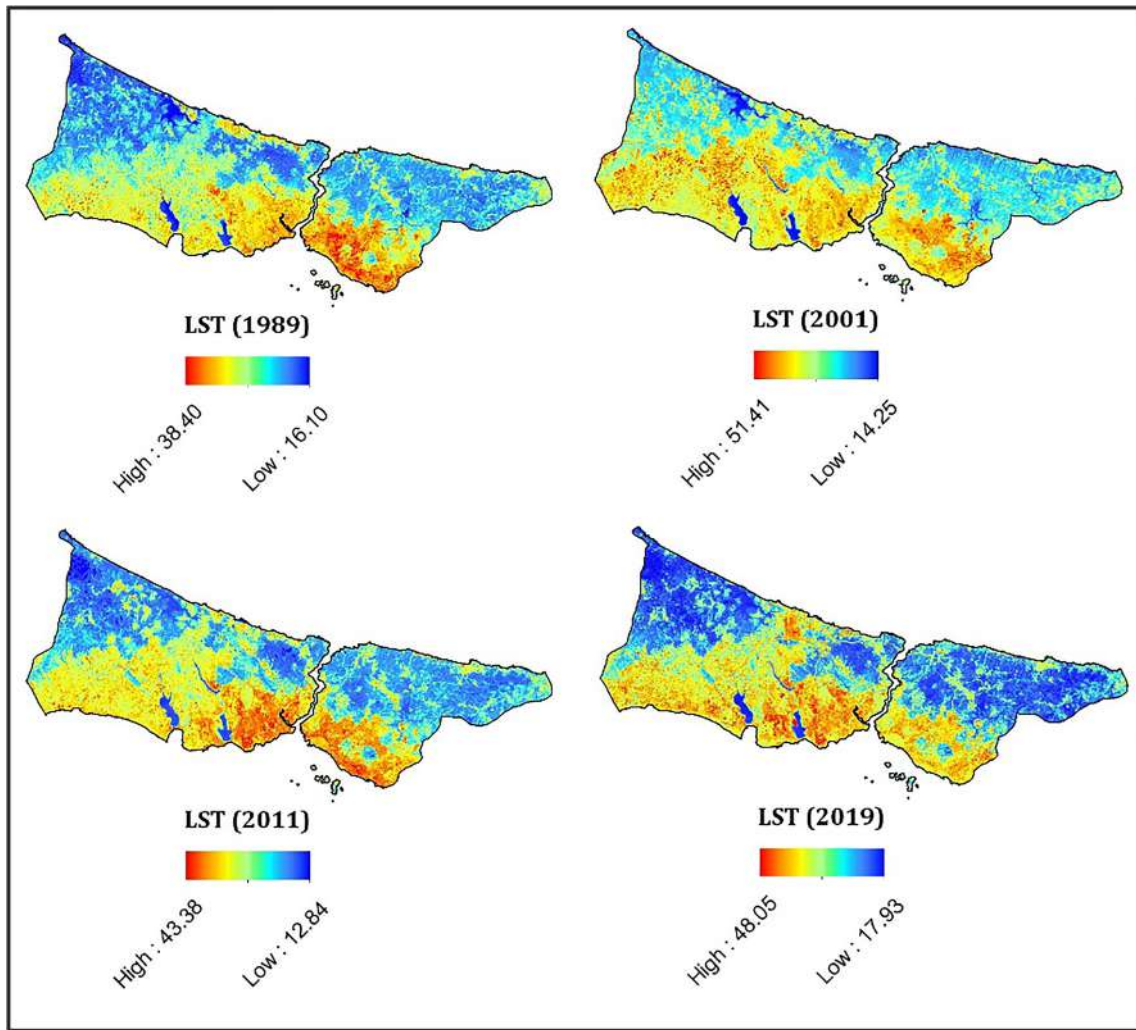 LST (1989)
High : 38.40
Low : 16.10
LST (2001)
High : 51.41
Low : 14.25
LST (2011)
High : 43.38
Low : 12.84
LST (2019)
High : 48.05
Low : 17.93